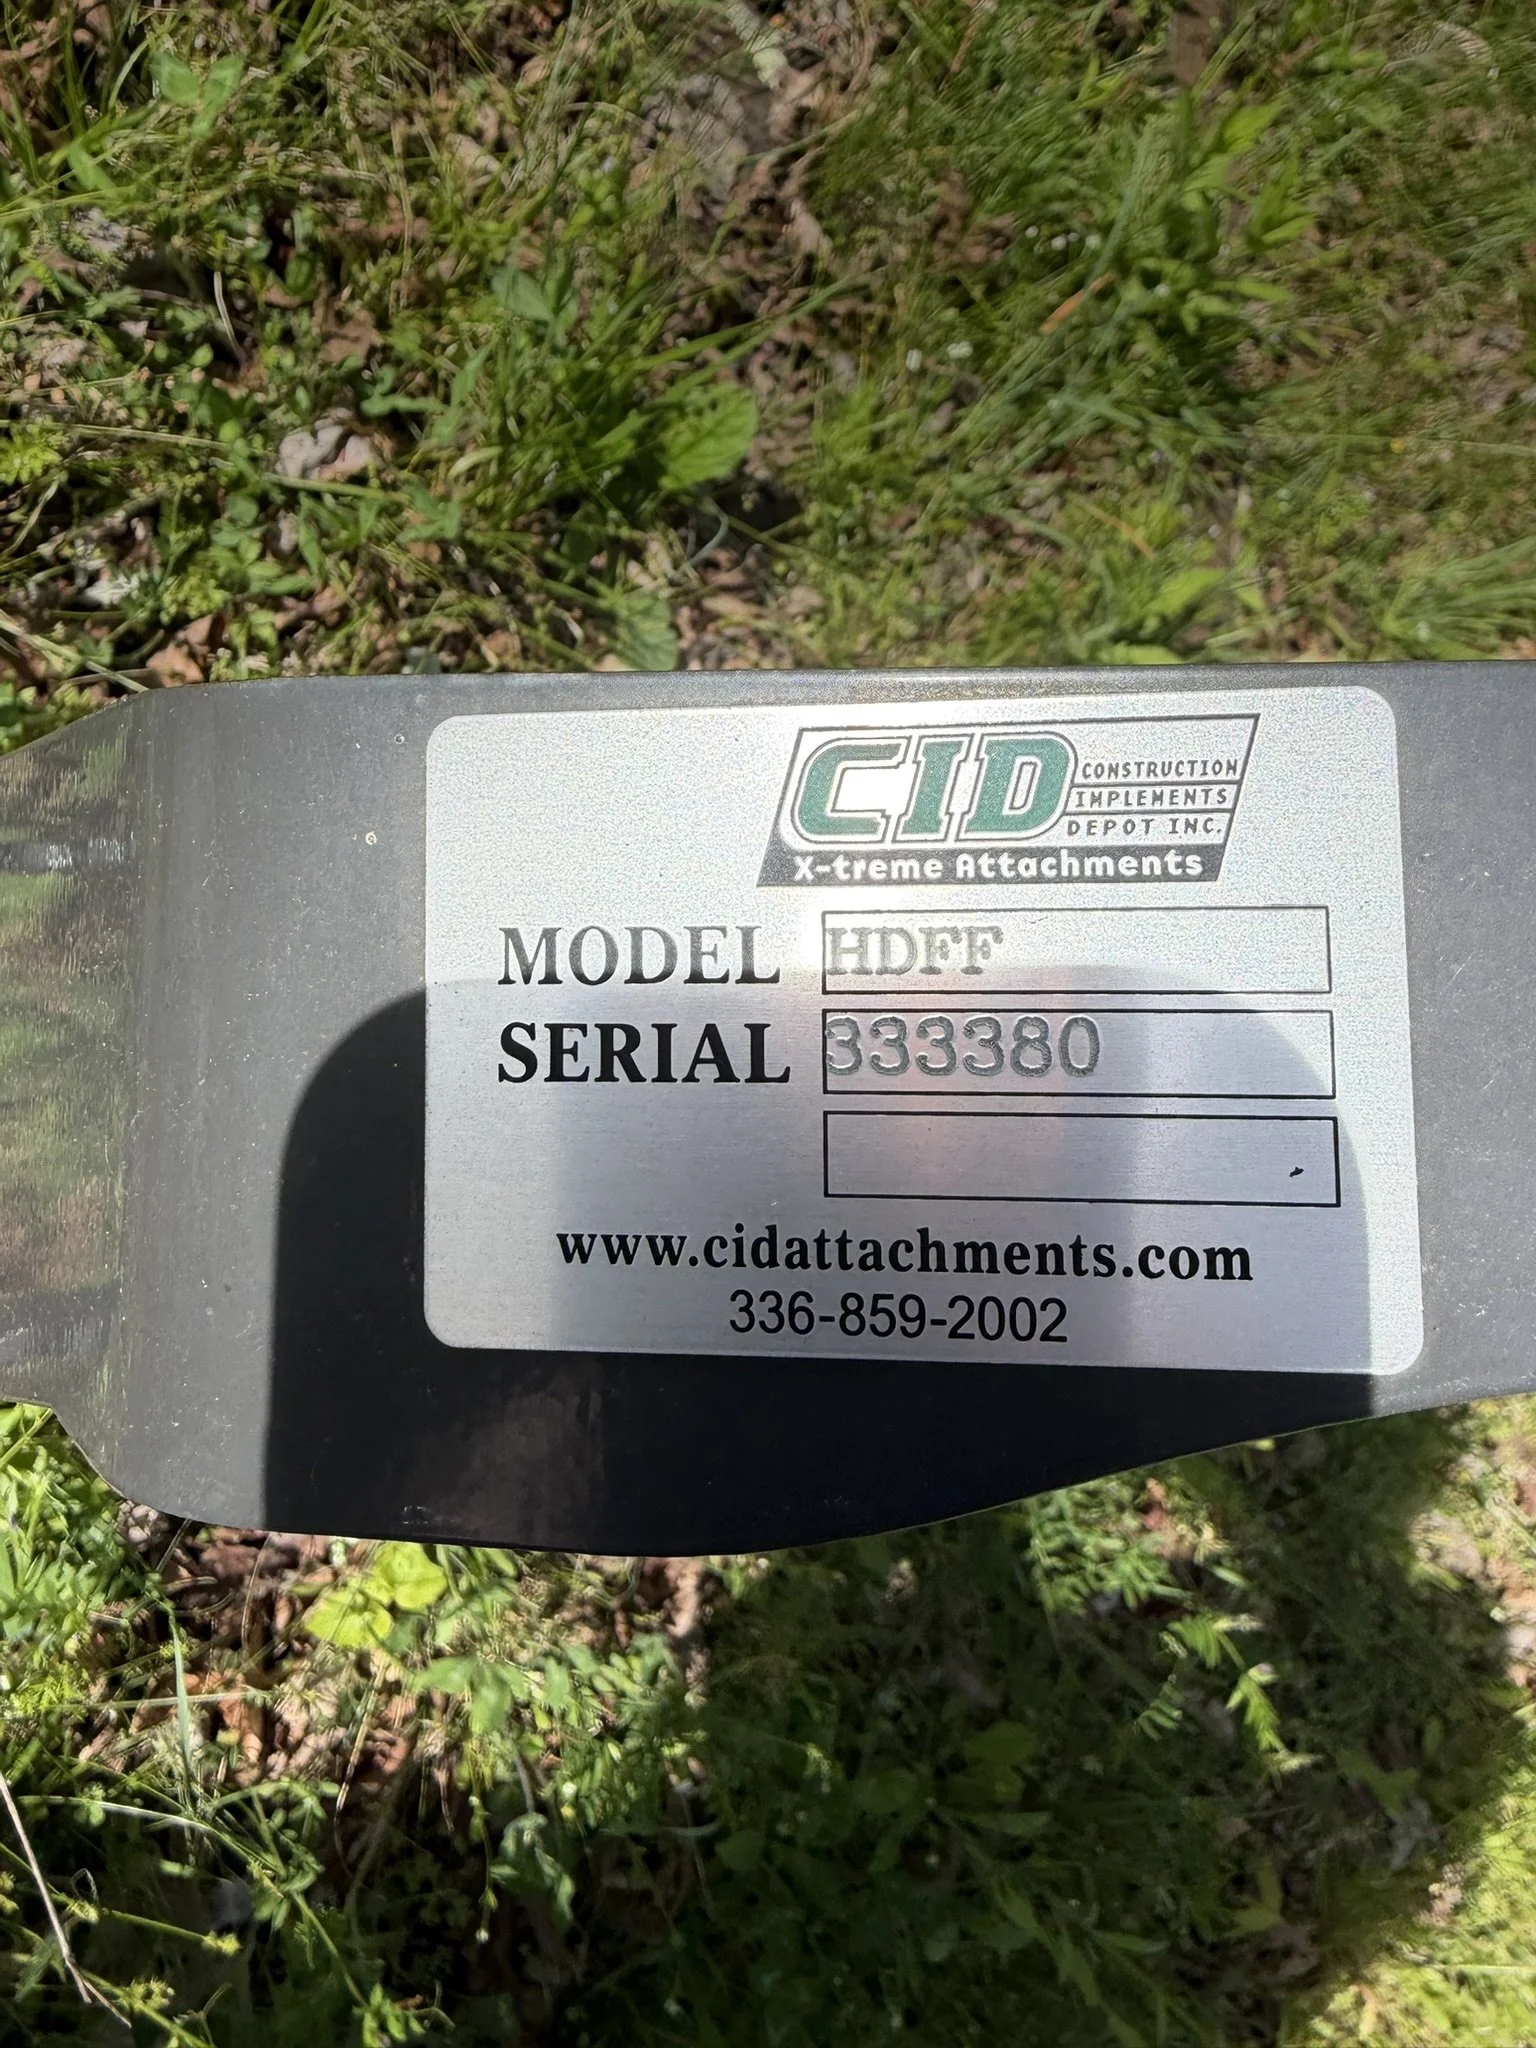 CID
CONSTRUCTION
IMPLEMENTS
DEPOT INC.
X-treme Attachments
MODEL HDFF
SERIAL 333380
www.cidattachments.com
336-859-2002